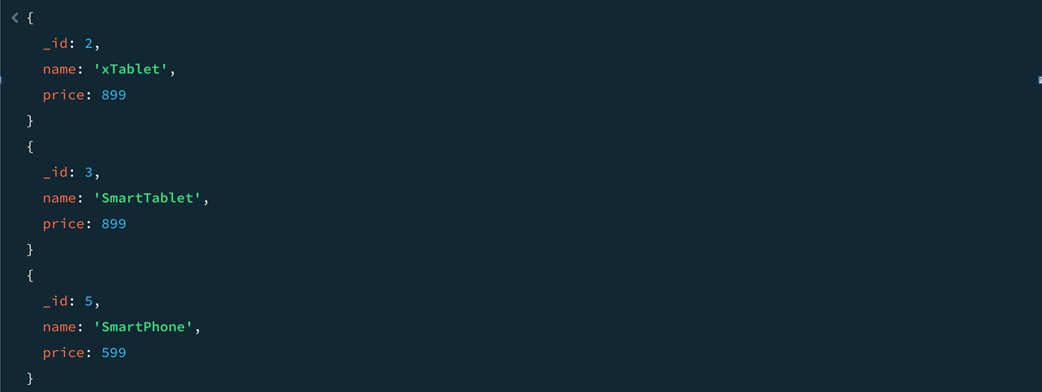 {
_id: 2,
name: 'xTablet',
price: 899
}
{
_id: 3,
name: 'SmartTablet',
price: 899
}
{
_id: 5,
name: 'SmartPhone',
price: 599
}